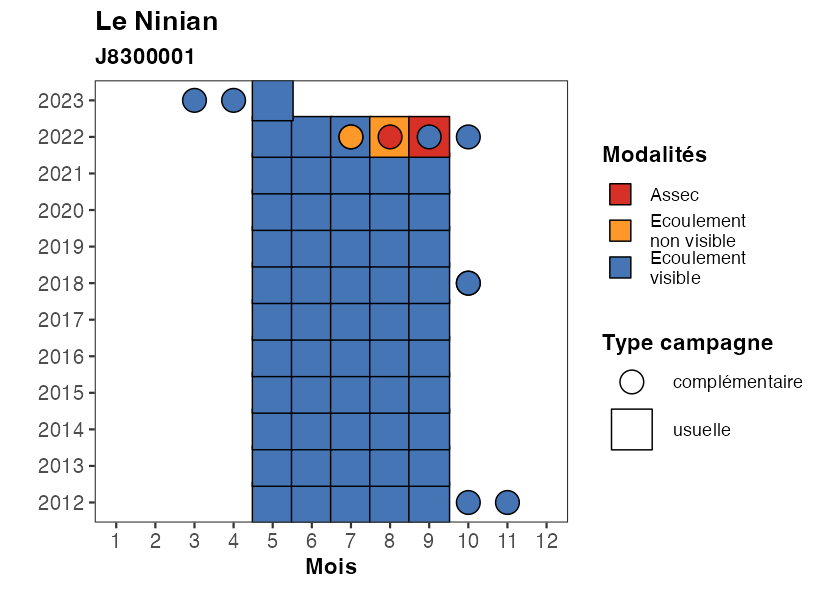 Le Ninian
J8300001
2023
2022
2021
2020
2019
2018
2017
2016
2015
2014
2013
2012
1 2 3 4 5 6 7 8 9 10 11 12
Mois
Modalités
Assec
Ecoulement
non visible
Ecoulement
visible
Type campagne
complémentaire
usuelle